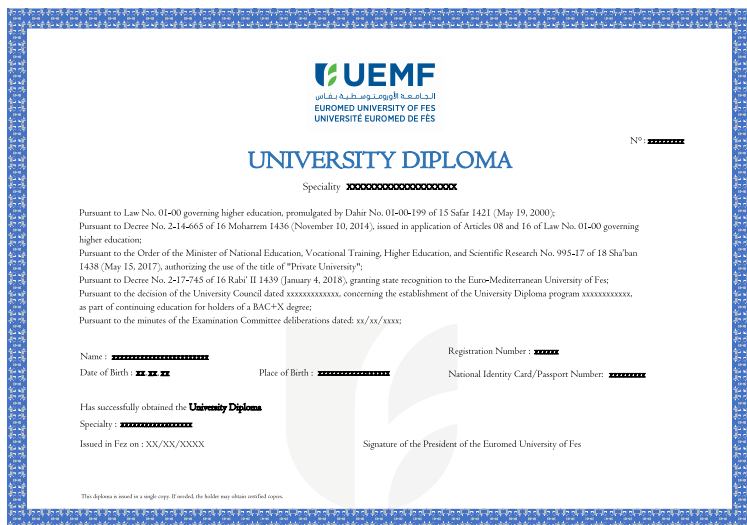 UEMF
الجامعة الأورومتوسطية بفاس
EUROMED UNIVERSITY OF FES
UNIVERSITÉ EUROMED DE FÈS
N° : xxxxxxxxxx
UNIVERSITY DIPLOMA
Speciality xxxxxxxxxxxxxxxxxxxxx
Pursuant to Law No. 01-00 governing higher education, promulgated by Dahir No. 01-00-199 of 15 Safar 1421 (May 19, 2000);
Pursuant to Decree No. 2-14-665 of 16 Moharrem 1436 (November 10, 2014), issued in application of Articles 08 and 16 of Law No. 01-00 governing
higher education;
Pursuant to the Order of the Minister of National Education, Vocational Training, Higher Education, and Scientific Research No. 995-17 of 18 Sha'ban
1438 (May 15, 2017), authorizing the use of the title of "Private University";
Pursuant to Decree No. 2-17-745 of 16 Rabi' II 1439 (January 4, 2018), granting state recognition to the Euro-Mediterranean University of Fes;
Pursuant to the decision of the University Council dated xxxxxxxxxxxxx, concerning the establishment of the University Diploma program xxxxxxxxxxxx,
as part of continuing education for holders of a BAC+X degree;
Pursuant to the minutes of the Examination Committee deliberations dated: xx/xx/xxxx;
Name : xxxxxxxxxxxxxxxxxxxxxxxx
Registration Number : xxxxxx
Date of Birth : xx xx xx
Place of Birth : xxxxxxxxxxxxxxxxxx
National Identity Card/Passport Number: xxxxxxxxx
Has successfully obtained the University Diploma
Specialty : xxxxxxxxxxxxxxxxxx
Issued in Fez on : XX/XX/XXXX
Signature of the President of the Euromed University of Fes
This diploma is issued in a single copy. If needed, the holder may obtain certified copies.